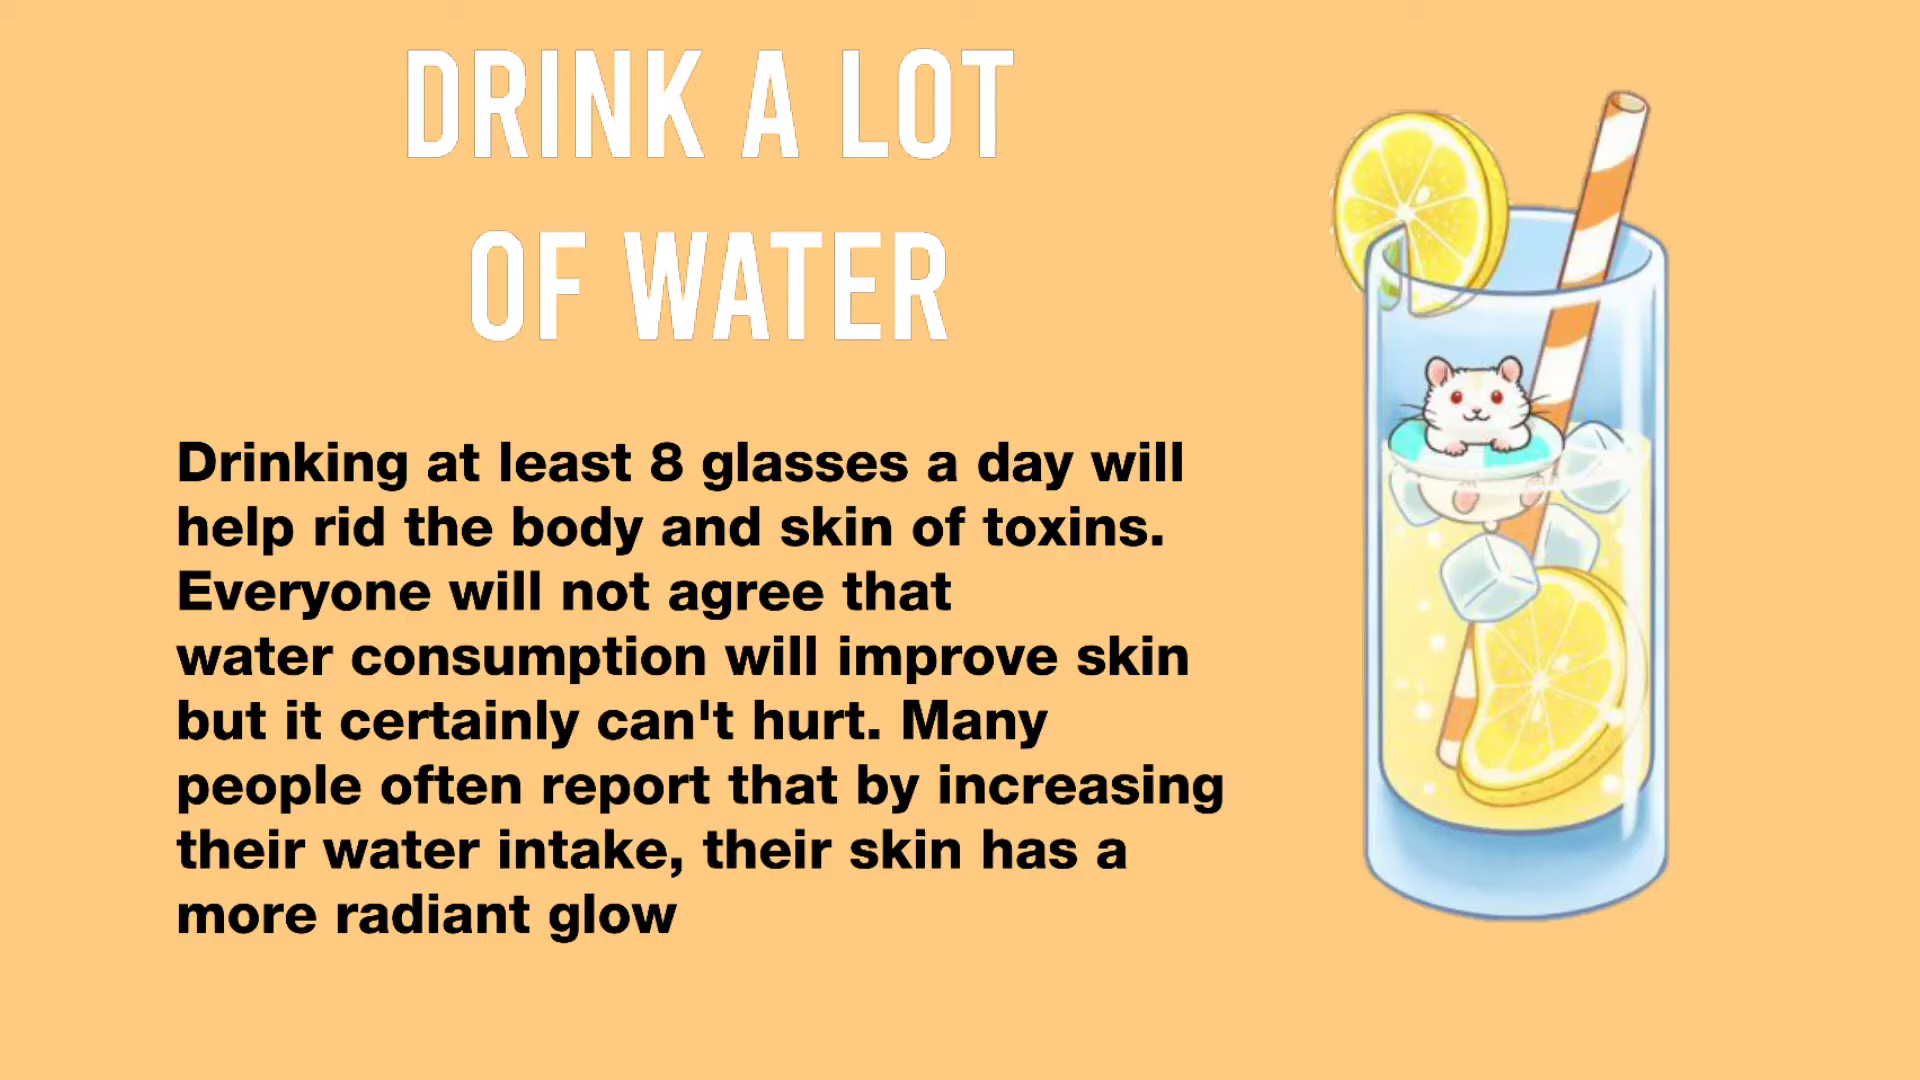 DRINK A LOT
OF WATER
Drinking at least 8 glasses a day will
help rid the body and skin of toxins.
Everyone will not agree that
water consumption will improve skin
but it certainly can't hurt. Many
people often report that by increasing
their water intake, their skin has a
more radiant glow